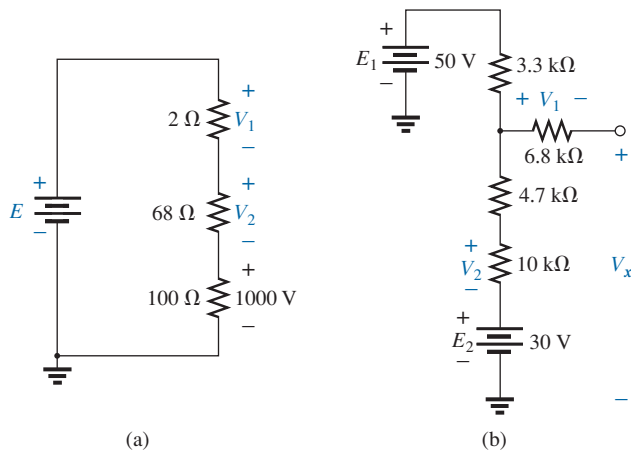 +
E
−
2 Ω
+
V1
−
68 Ω
+
V2
−
100 Ω
+
1000 V
−
(a)
+
E1
−
50 V
3.3 kΩ
+ V1 −
6.8 kΩ
4.7 kΩ
+
V2
−
10 kΩ
+
E2
−
30 V
+
Vx
−
(b)